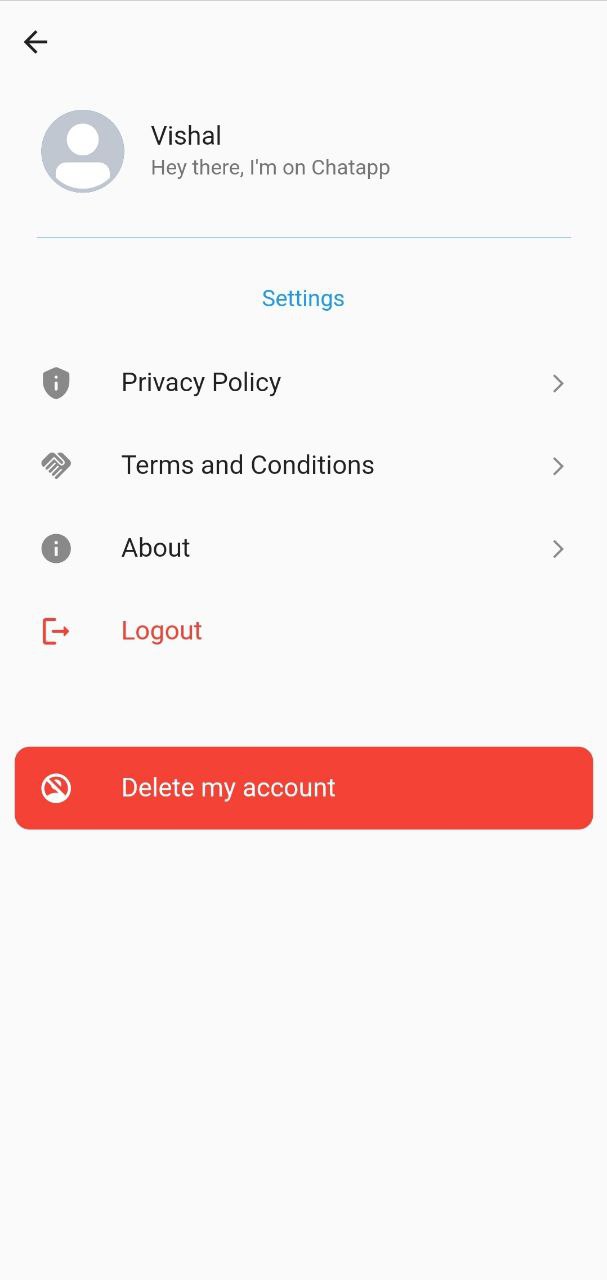 Vishal
Hey there, I'm on Chatapp
Settings
Privacy Policy
Terms and Conditions
About
Logout
Delete my account